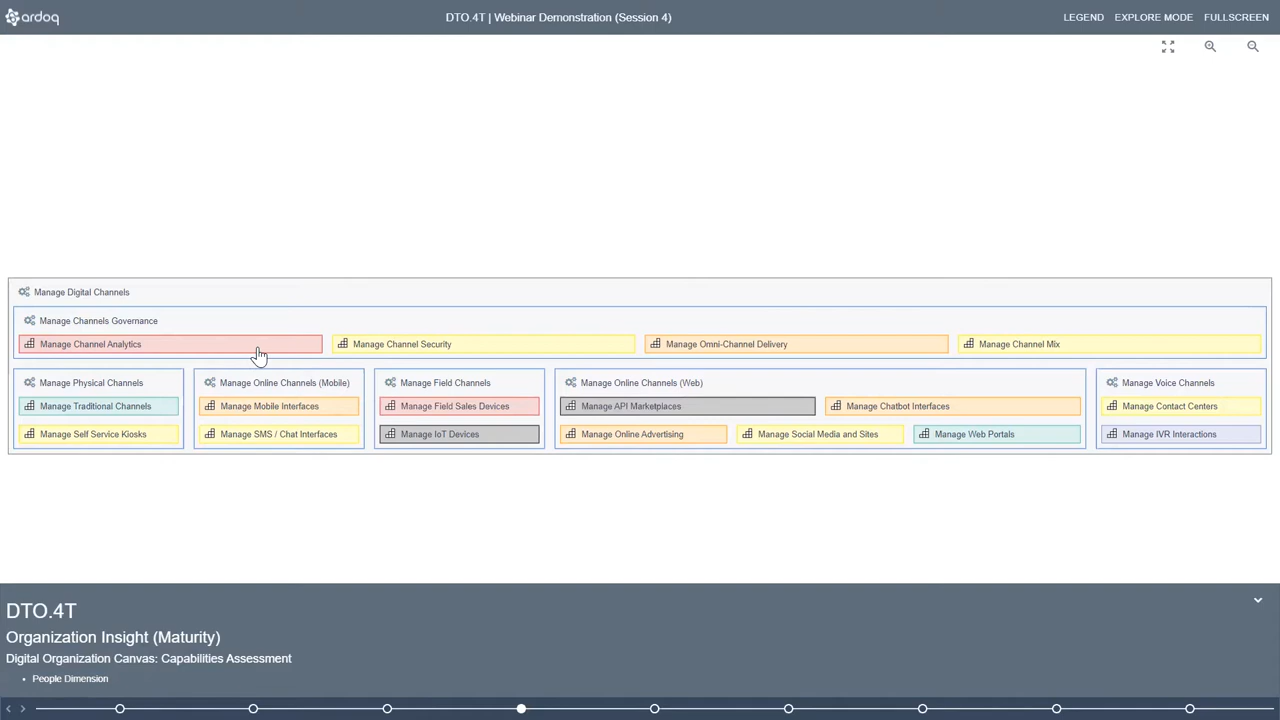 ardoq
DTO.4T | Webinar Demonstration (Session 4)
LEGEND EXPLORE MODE FULLSCREEN
Manage Digital Channels
Manage Channels Governance
Manage Channel Analytics
Manage Channel Security
Manage Omni-Channel Delivery
Manage Channel Mix
Manage Physical Channels
Manage Traditional Channels
Manage Self Service Kiosks
Manage Online Channels (Mobile)
Manage Mobile Interfaces
Manage SMS / Chat Interfaces
Manage Field Channels
Manage Field Sales Devices
Manage IoT Devices
Manage Online Channels (Web)
Manage API Marketplaces
Manage Chatbot Interfaces
Manage Online Advertising
Manage Social Media and Sites
Manage Web Portals
Manage Voice Channels
Manage Contact Centers
Manage IVR Interactions
DTO.4T
Organization Insight (Maturity)
Digital Organization Canvas: Capabilities Assessment
• People Dimension